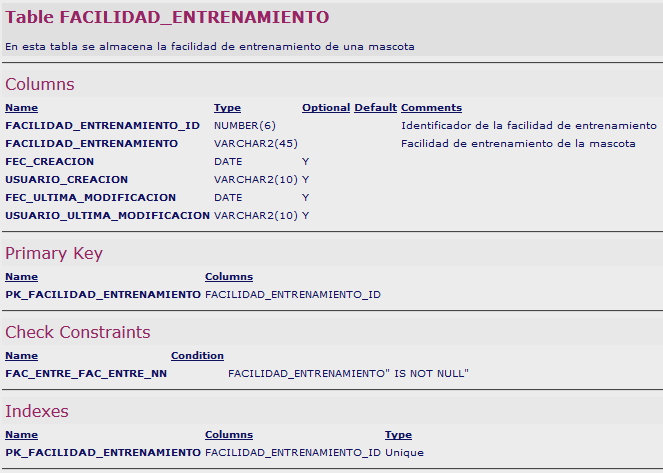 Table FACILIDAD_ENTRENAMIENTO
En esta tabla se almacena la facilidad de entrenamiento de una mascota
Columns
Name Type Optional Default Comments
FACILIDAD_ENTRENAMIENTO_ID NUMBER(6) Identificador de la facilidad de entrenamiento
FACILIDAD_ENTRENAMIENTO VARCHAR2(45) Facilidad de entrenamiento de la mascota
FEC_CREACION DATE Y
USUARIO_CREACION VARCHAR2(10) Y
FEC_ULTIMA_MODIFICACION DATE Y
USUARIO_ULTIMA_MODIFICACION VARCHAR2(10) Y
Primary Key
Name Columns
PK_FACILIDAD_ENTRENAMIENTO FACILIDAD_ENTRENAMIENTO_ID
Check Constraints
Name Condition
FAC_ENTRE_FAC_ENTRE_NN FACILIDAD_ENTRENAMIENTO" IS NOT NULL"
Indexes
Name Columns Type
PK_FACILIDAD_ENTRENAMIENTO FACILIDAD_ENTRENAMIENTO_ID Unique